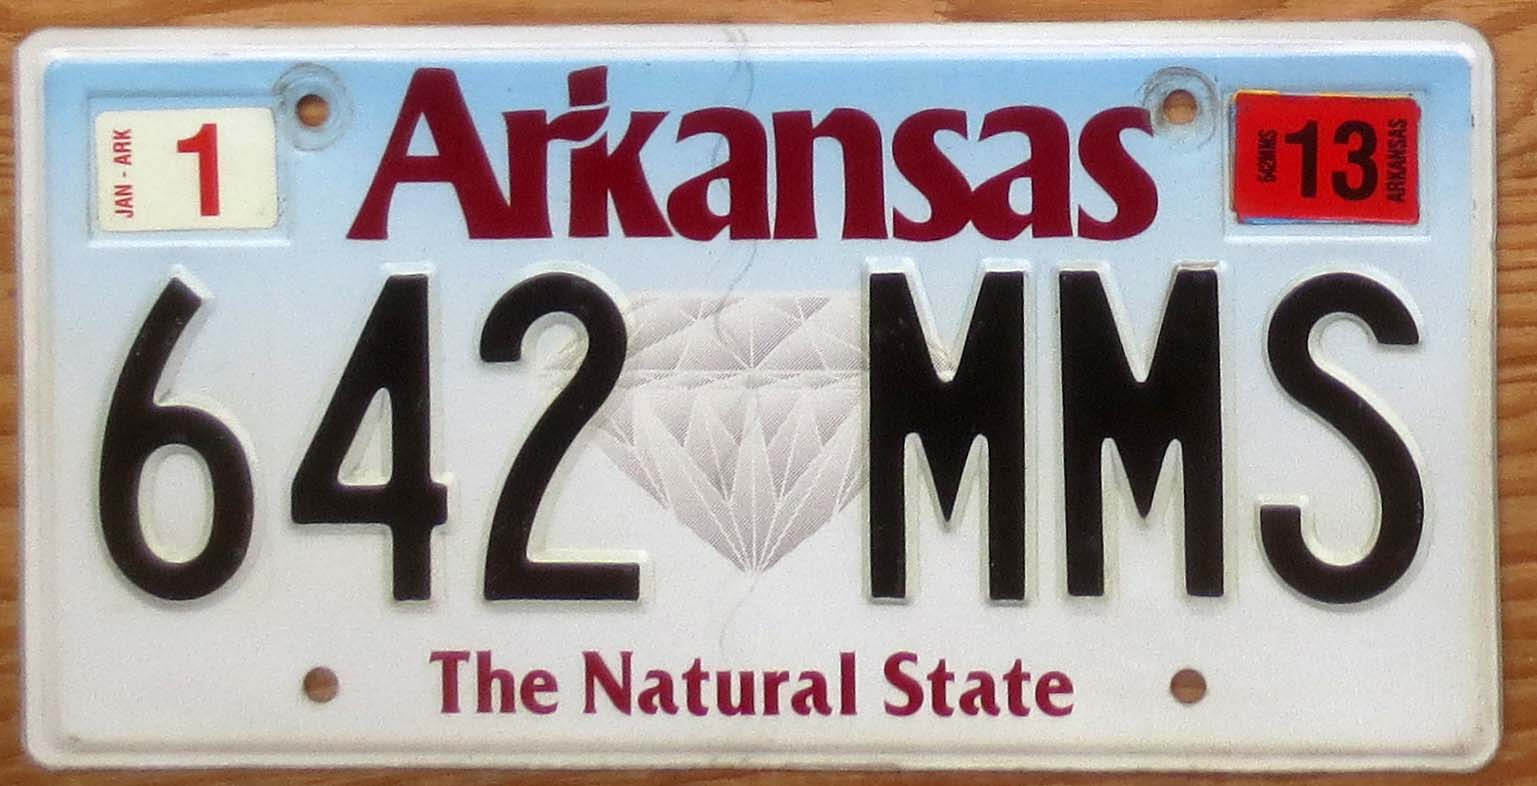 JAN - ARK
1
Arkansas
642MMS
13
ARKANSAS
642 MMS
The Natural State